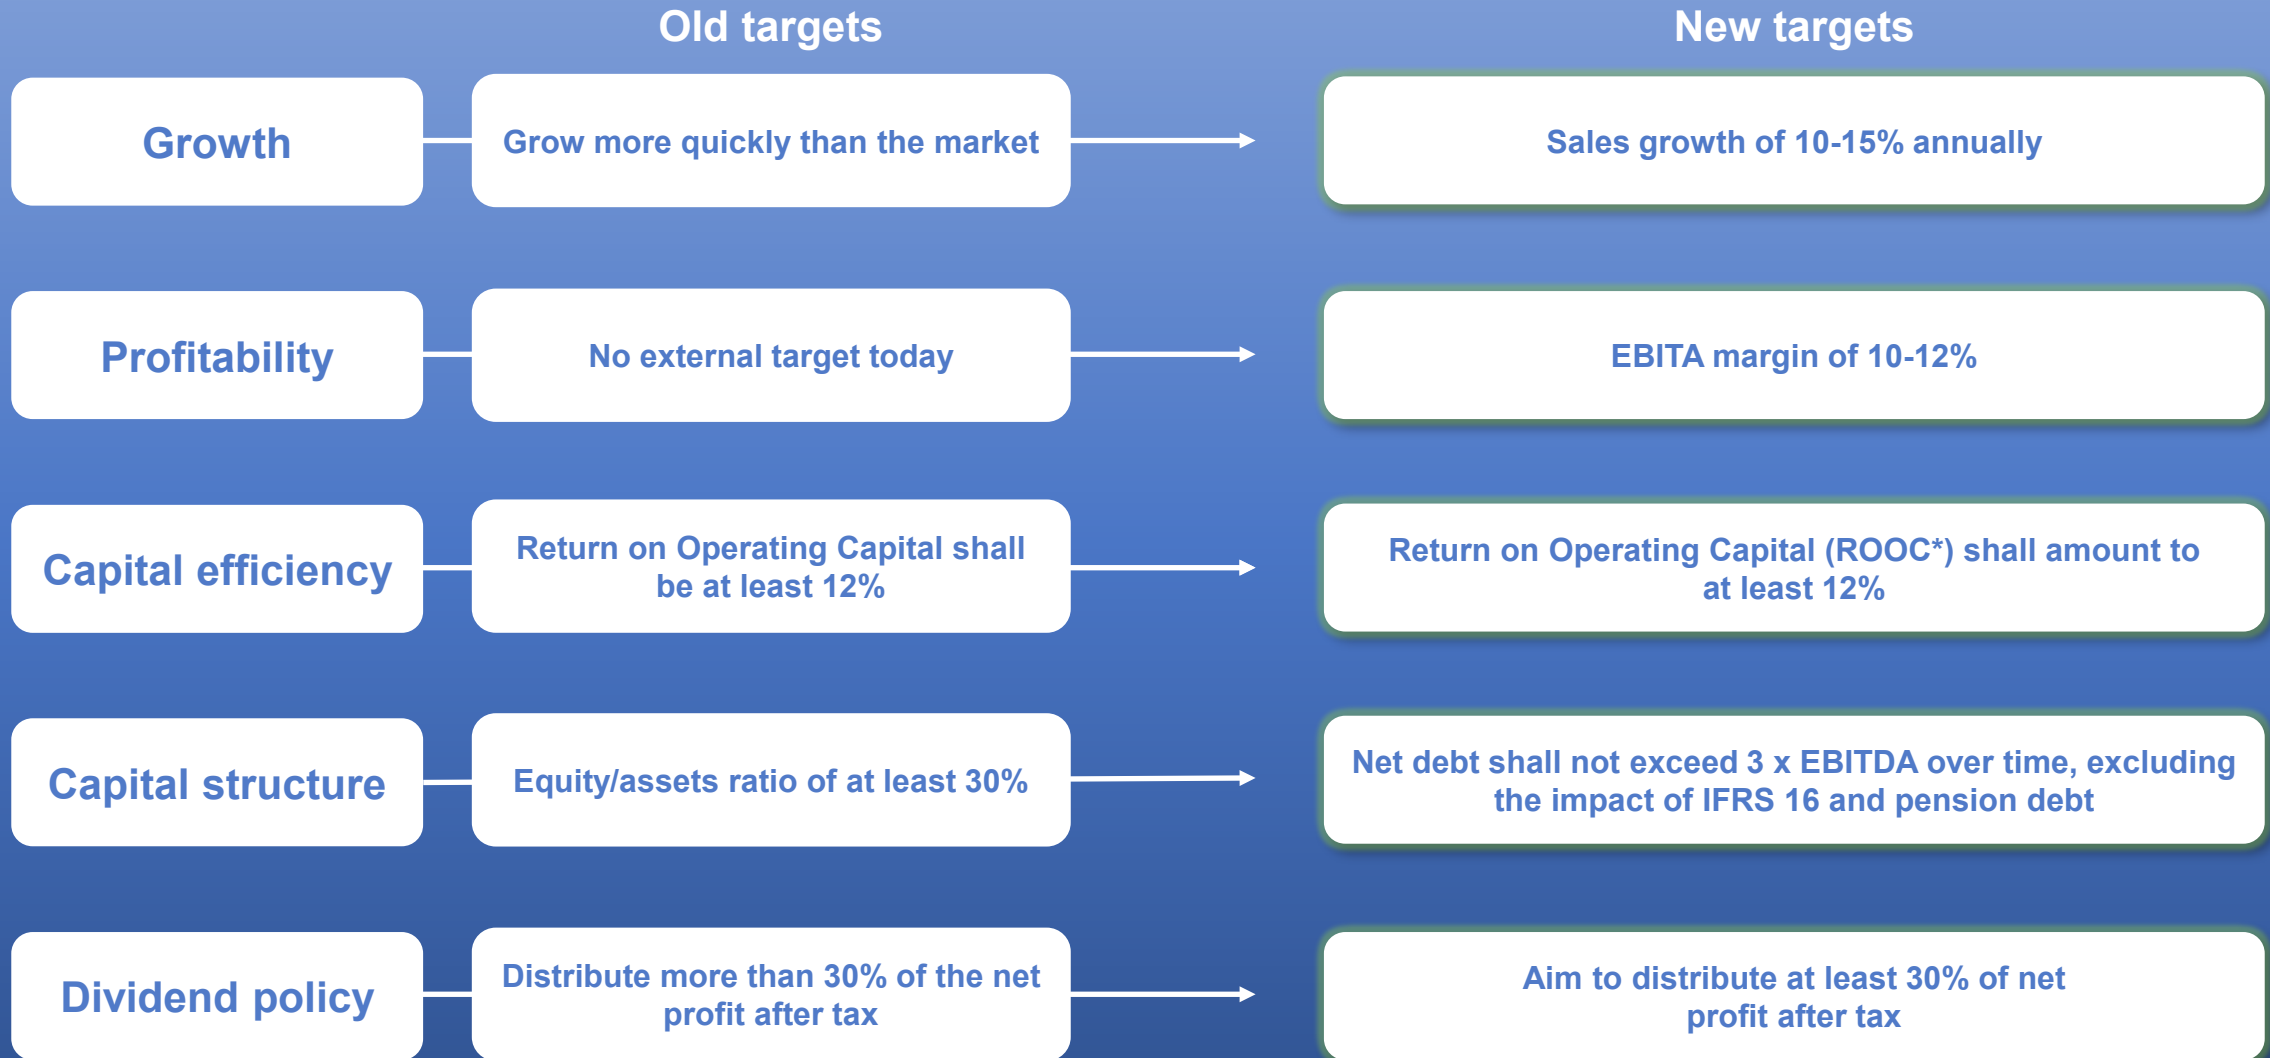 Old targets
New targets
Growth
Grow more quickly than the market
Sales growth of 10-15% annually
Profitability
No external target today
EBITA margin of 10-12%
Capital efficiency
Return on Operating Capital shall
be at least 12%
Return on Operating Capital (ROOC*) shall amount to
at least 12%
Capital structure
Equity/assets ratio of at least 30%
Net debt shall not exceed 3 x EBITDA over time, excluding
the impact of IFRS 16 and pension debt
Dividend policy
Distribute more than 30% of the net
profit after tax
Aim to distribute at least 30% of net
profit after tax